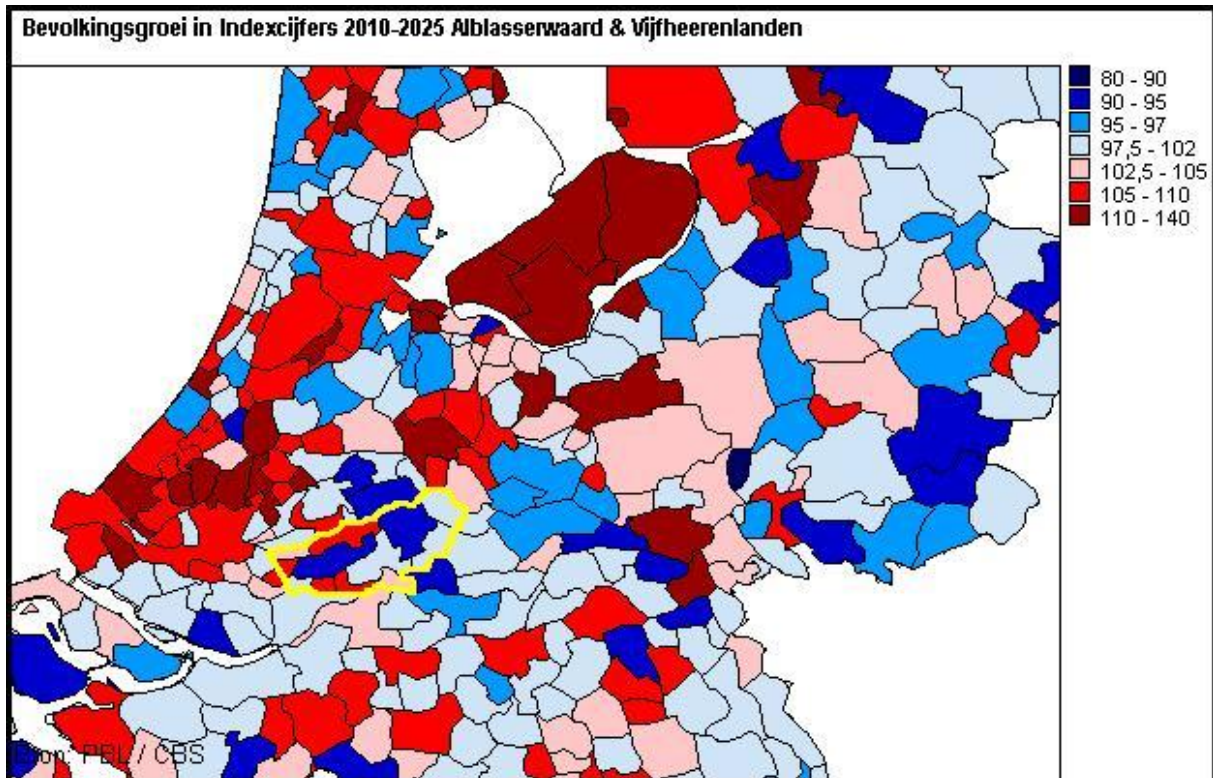 Bevolkingsgroei in Indexcijfers 2010-2025 Alblasserwaard & Vijfheerenlanden
80 - 90
90 - 95
95 - 97
97,5 - 102
102,5 - 105
105 - 110
110 - 140
Bron: PBL / CBS